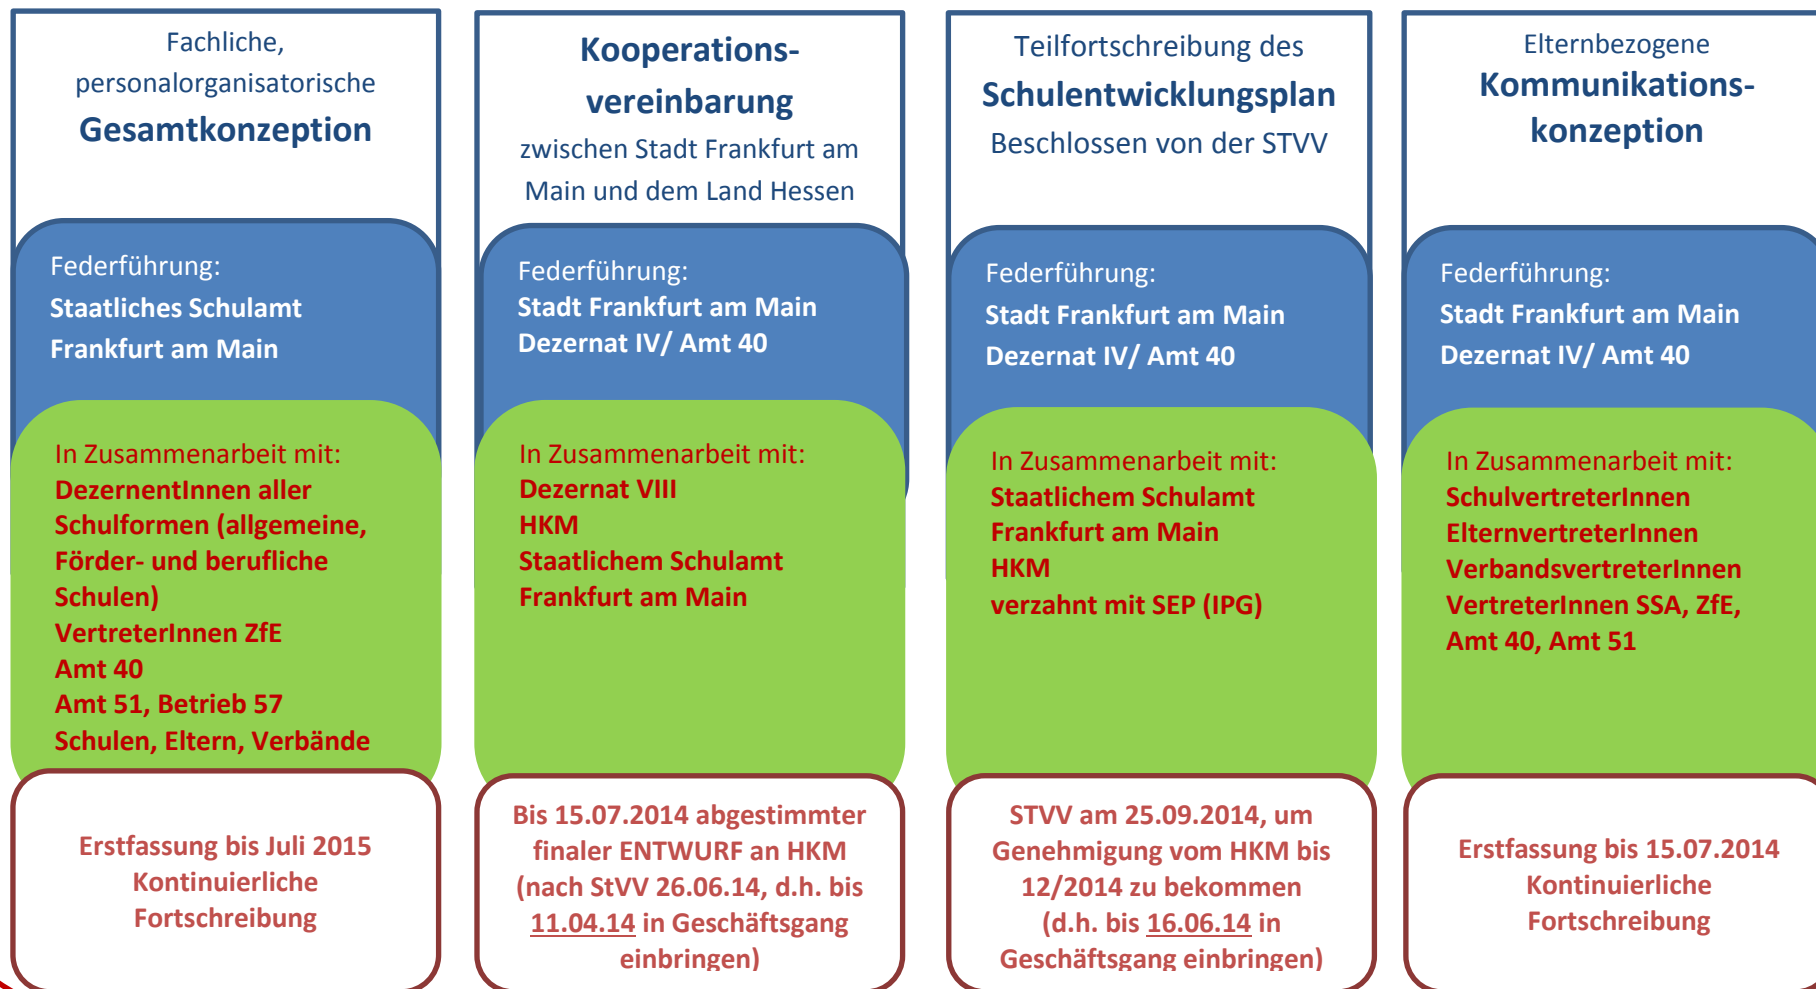 Fachliche,
personalorganisatorische
Gesamtkonzeption
Federführung:
Staatliches Schulamt
Frankfurt am Main
In Zusammenarbeit mit:
DezernentInnen aller
Schulformen (allgemeine,
Förder- und berufliche
Schulen)
VertreterInnen ZfE
Amt 40
Amt 51, Betrieb 57
Schulen, Eltern, Verbände
Erstfassung bis Juli 2015
Kontinuierliche
Fortschreibung
Kooperations-
vereinbarung
zwischen Stadt Frankfurt am
Main und dem Land Hessen
Federführung:
Stadt Frankfurt am Main
Dezernat IV/ Amt 40
In Zusammenarbeit mit:
Dezernat VIII
HKM
Staatlichem Schulamt
Frankfurt am Main
Bis 15.07.2014 abgestimmter
finaler ENTWURF an HKM
(nach StVV 26.06.14, d.h. bis
11.04.14 in Geschäftsgang
einbringen)
Teilfortschreibung des
Schulentwicklungsplan
Beschlossen von der STVV
Federführung:
Stadt Frankfurt am Main
Dezernat IV/ Amt 40
In Zusammenarbeit mit:
Staatlichem Schulamt
Frankfurt am Main
HKM
verzahnt mit SEP (IPG)
STVV am 25.09.2014, um
Genehmigung vom HKM bis
12/2014 zu bekommen
(d.h. bis 16.06.14 in
Geschäftsgang einbringen)
Elternbezogene
Kommunikations-
konzeption
Federführung:
Stadt Frankfurt am Main
Dezernat IV/ Amt 40
In Zusammenarbeit mit:
SchulvertreterInnen
ElternvertreterInnen
VerbandsvertreterInnen
VertreterInnen SSA, ZfE,
Amt 40, Amt 51
Erstfassung bis 15.07.2014
Kontinuierliche
Fortschreibung